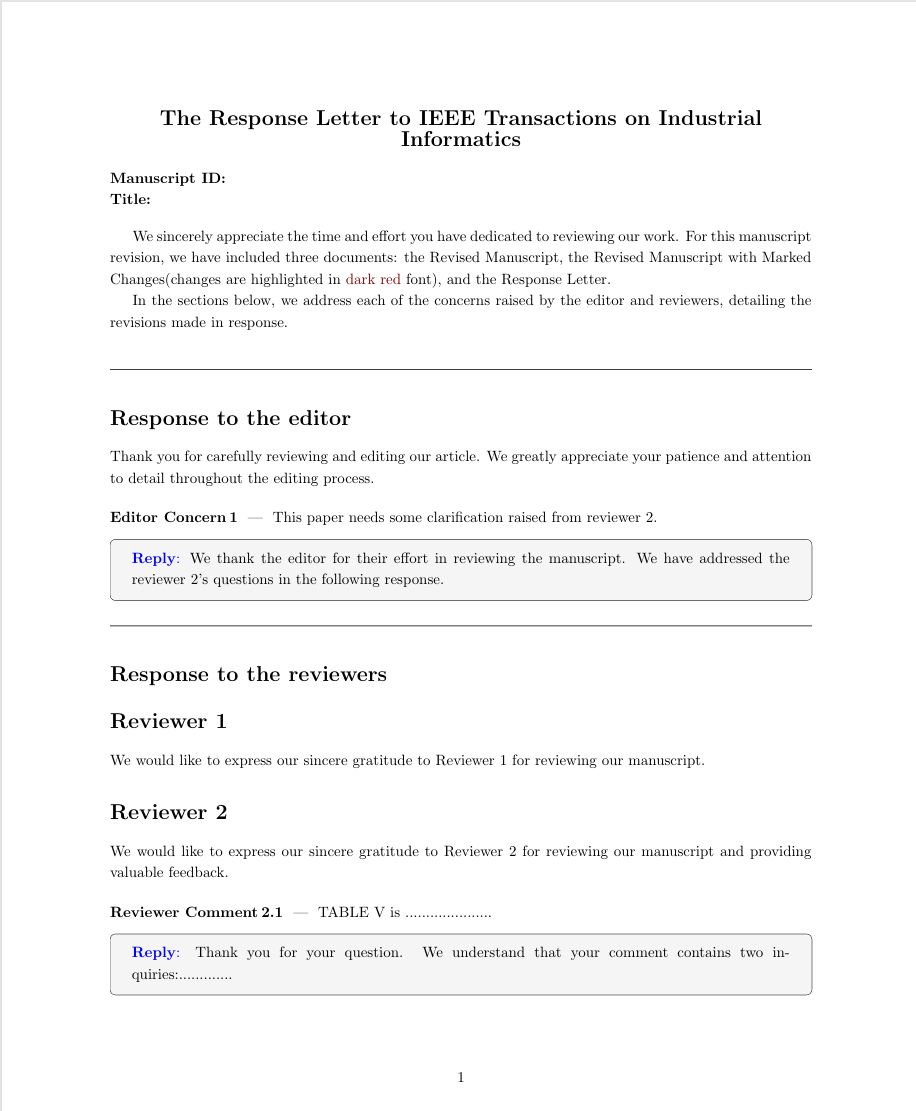 The Response Letter to IEEE Transactions on Industrial
Informatics
Manuscript ID:
Title:
We sincerely appreciate the time and effort you have dedicated to reviewing our work. For this manuscript
revision, we have included three documents: the Revised Manuscript, the Revised Manuscript with Marked
Changes(changes are highlighted in dark red font), and the Response Letter.
In the sections below, we address each of the concerns raised by the editor and reviewers, detailing the
revisions made in response.
Response to the editor
Thank you for carefully reviewing and editing our article. We greatly appreciate your patience and attention
to detail throughout the editing process.
Editor Concern 1 — This paper needs some clarification raised from reviewer 2.
Reply: We thank the editor for their effort in reviewing the manuscript. We have addressed the
reviewer 2's questions in the following response.
Response to the reviewers
Reviewer 1
We would like to express our sincere gratitude to Reviewer 1 for reviewing our manuscript.
Reviewer 2
We would like to express our sincere gratitude to Reviewer 2 for reviewing our manuscript and providing
valuable feedback.
Reviewer Comment 2.1 — TABLE V is .....................
Reply: Thank you for your question. We understand that your comment contains two in-
quiries:.............
1